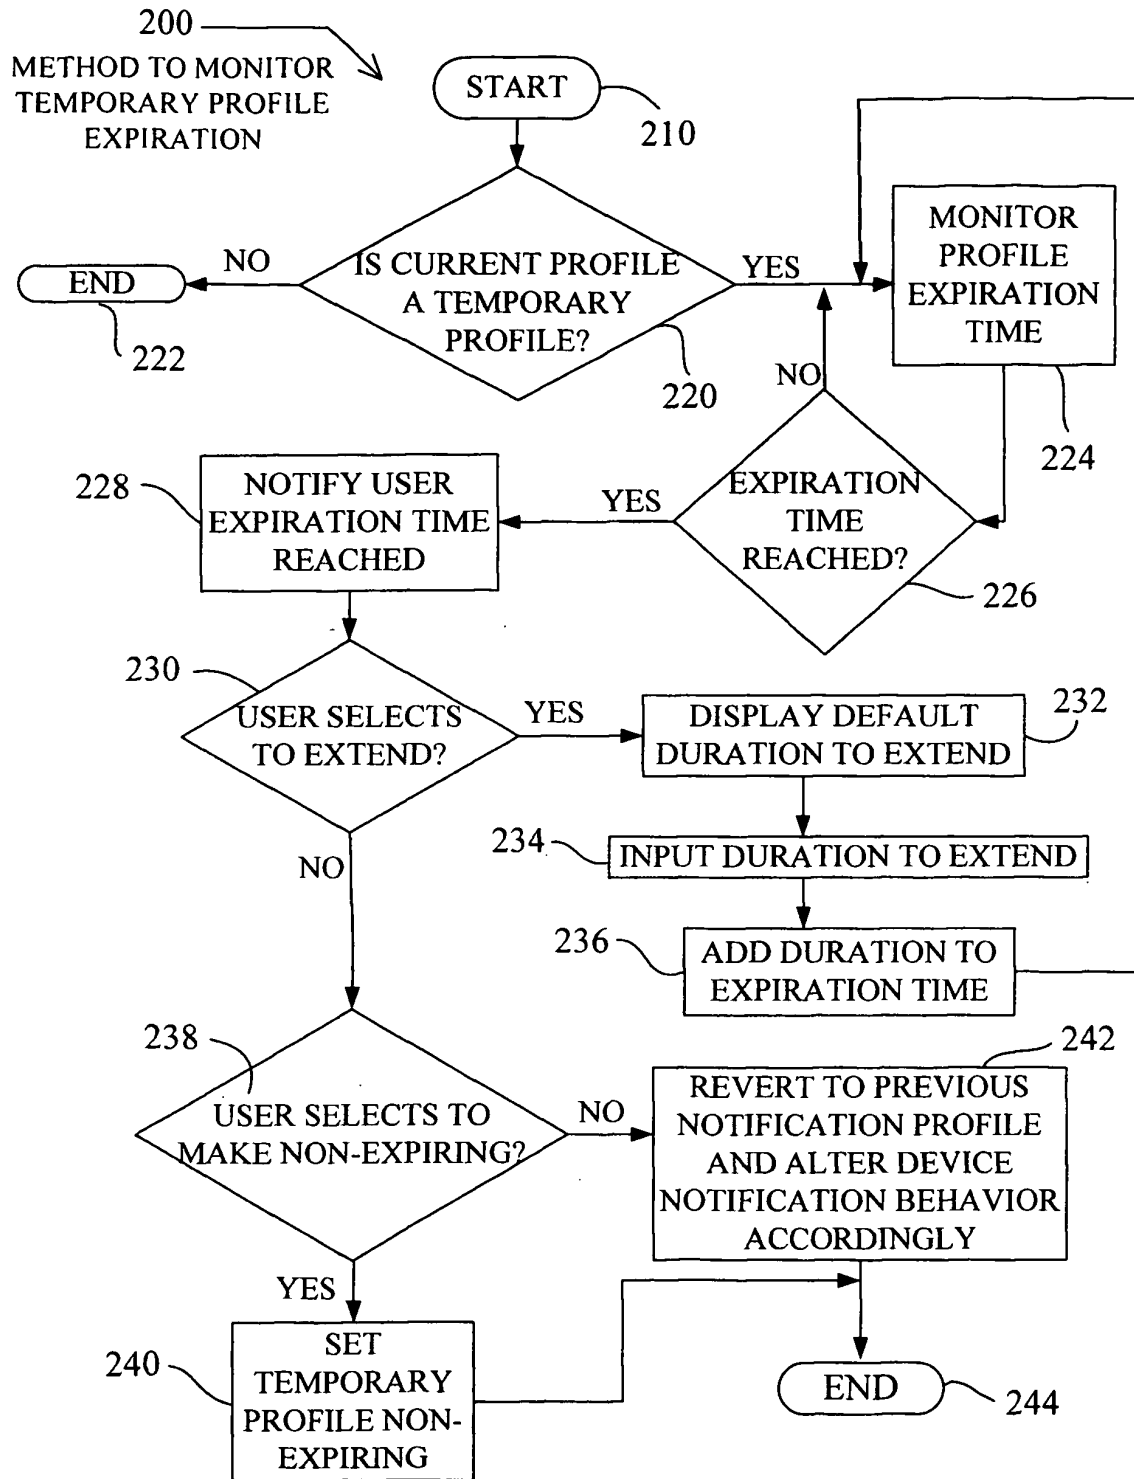 200
METHOD TO MONITOR
TEMPORARY PROFILE
EXPIRATION
START
210
IS CURRENT PROFILE
A TEMPORARY
PROFILE?
220
NO
END
222
YES
MONITOR
PROFILE
EXPIRATION
TIME
224
NO
EXPIRATION
TIME
REACHED?
226
YES
228
NOTIFY USER
EXPIRATION TIME
REACHED
230
USER SELECTS
TO EXTEND?
YES
DISPLAY DEFAULT
DURATION TO EXTEND
232
234
INPUT DURATION TO EXTEND
236
ADD DURATION TO
EXPIRATION TIME
NO
238
USER SELECTS TO
MAKE NON-EXPIRING?
NO
242
REVERT TO PREVIOUS
NOTIFICATION PROFILE
AND ALTER DEVICE
NOTIFICATION BEHAVIOR
ACCORDINGLY
YES
240
SET
TEMPORARY
PROFILE NON-
EXPIRING
END
244